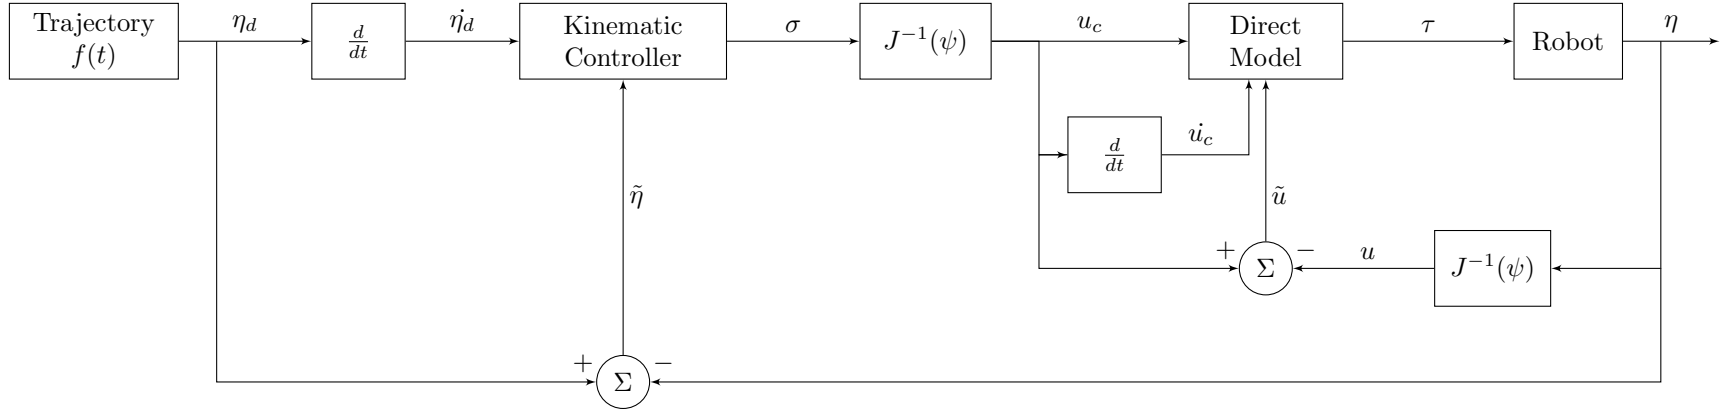 Trajectory
f(t)
η_d
d/dt
η̇_d
Kinematic
Controller
σ
J⁻¹(ψ)
u_c
Direct
Model
τ
Robot
η
d/dt
u̇_c
η̃
ũ
+
Σ
−
u
J⁻¹(ψ)
+
Σ
−